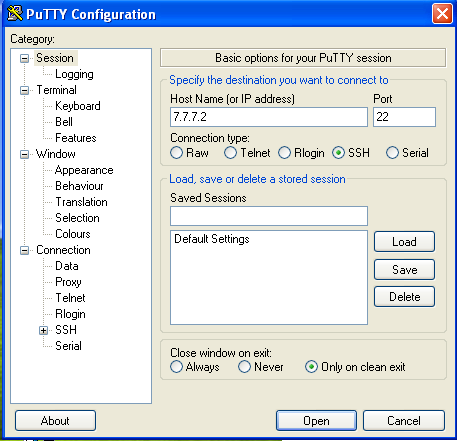 PuTTY Configuration
Category:
Session
Logging
Terminal
Keyboard
Bell
Features
Window
Appearance
Behaviour
Translation
Selection
Colours
Connection
Data
Proxy
Telnet
Rlogin
SSH
Serial
Basic options for your PuTTY session
Specify the destination you want to connect to
Host Name (or IP address) Port
7.7.7.2 22
Connection type:
Raw Telnet Rlogin SSH Serial
Load, save or delete a stored session
Saved Sessions
Default Settings
Load
Save
Delete
Close window on exit:
Always Never Only on clean exit
About Open Cancel